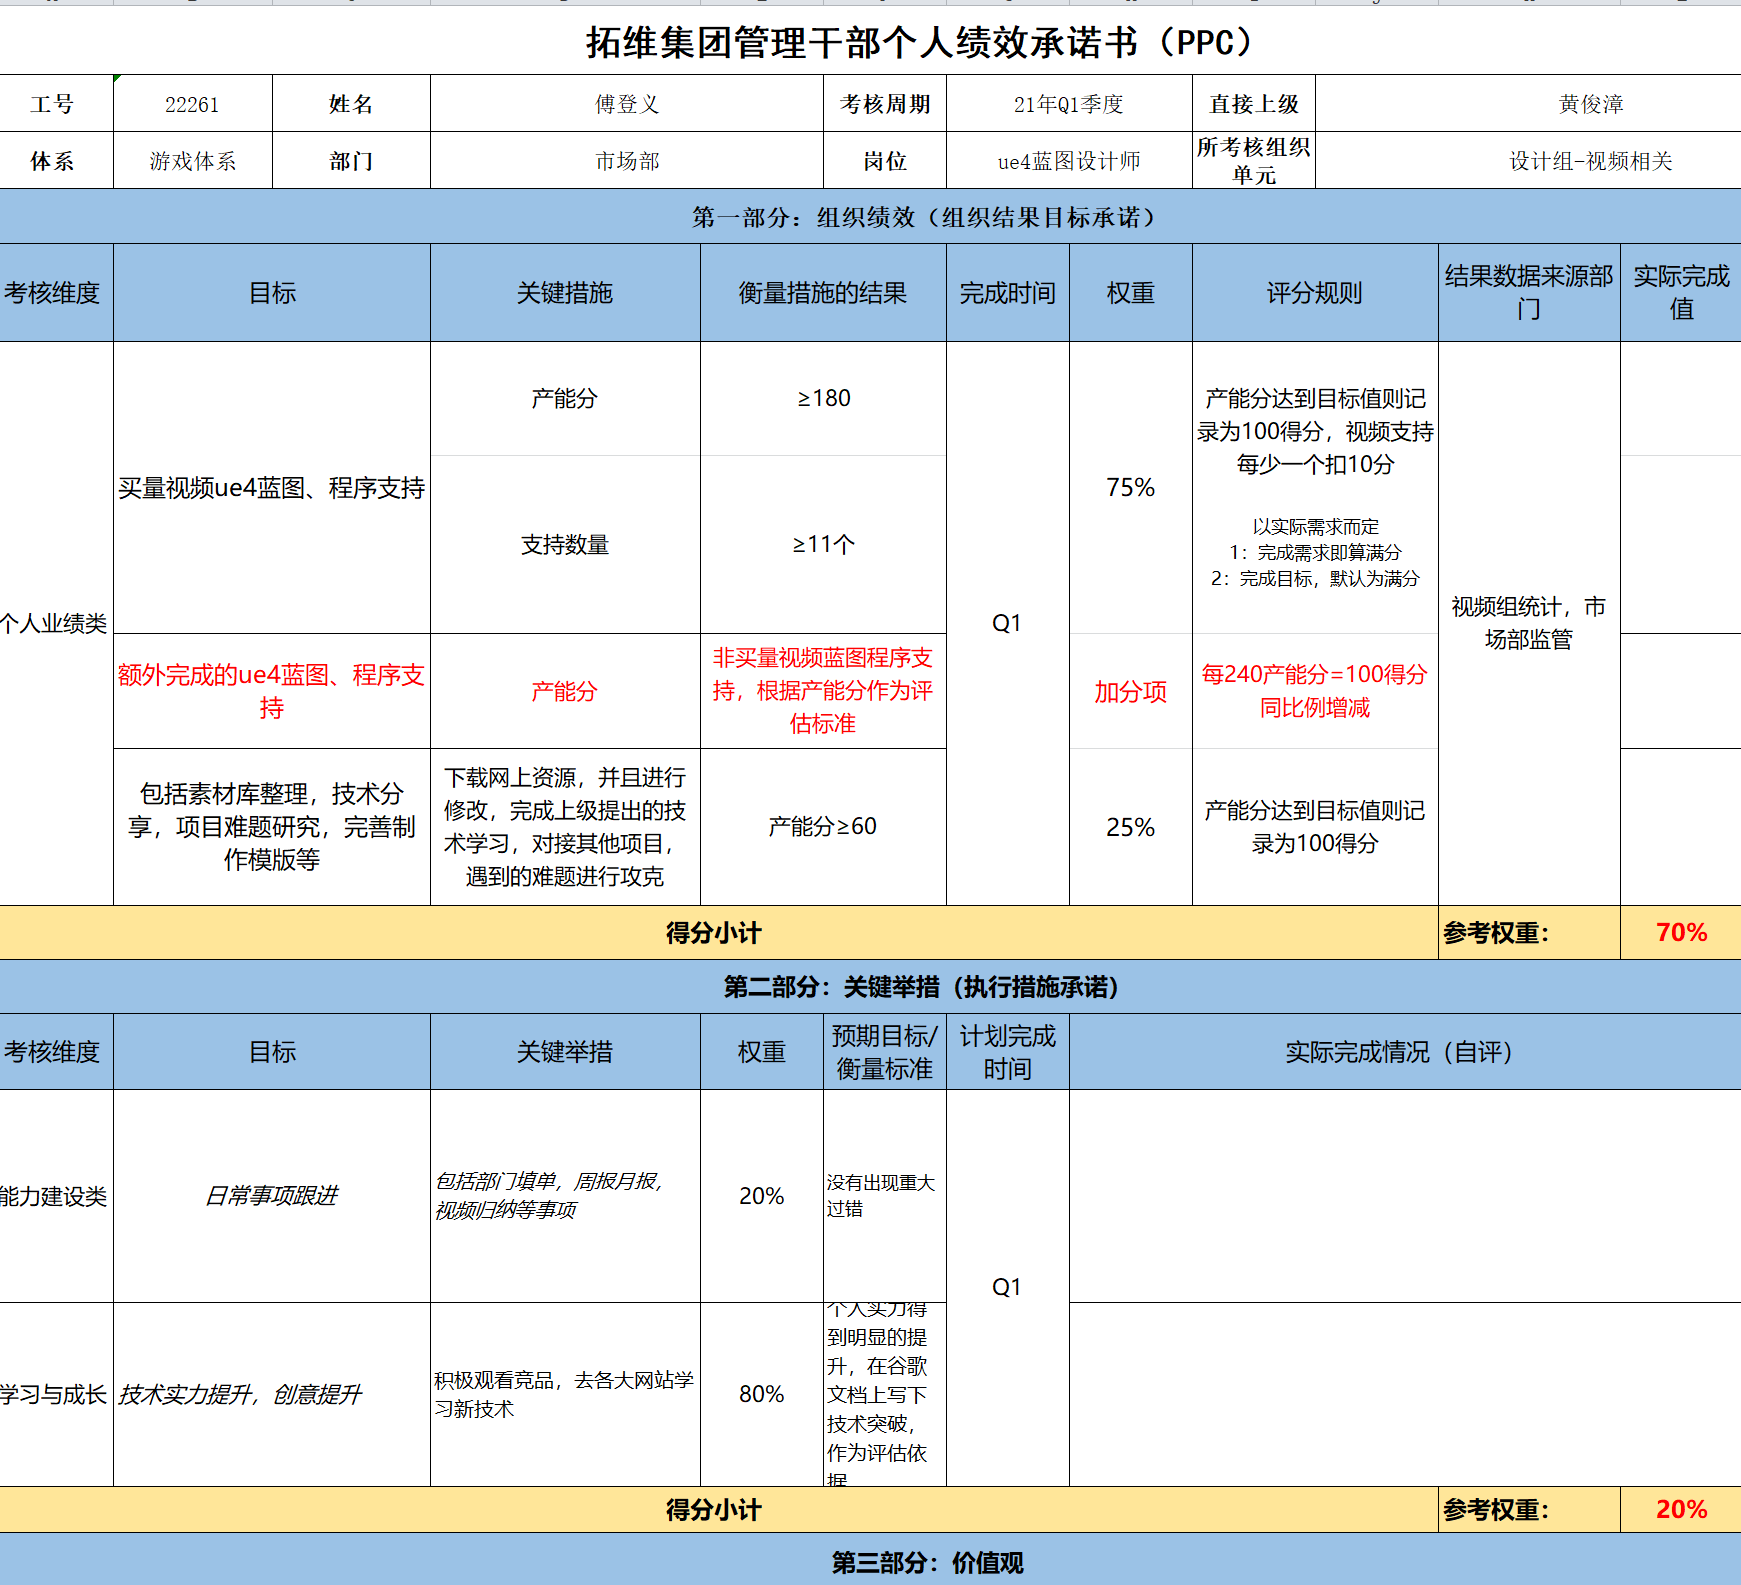 拓维集团管理干部个人绩效承诺书（PPC）
工号 22261 姓名 傅登义 考核周期 21年Q1季度 直接上级 黄俊漳
体系 游戏体系 部门 市场部 岗位 ue4蓝图设计师 所考核组织
单元 设计组-视频相关
第一部分：组织绩效（组织结果目标承诺）
考核维度 目标 关键措施 衡量措施的结果 完成时间 权重 评分规则 结果数据来源部
门 实际完成
值
个人业绩类
买量视频ue4蓝图、程序支持
产能分
≥180
支持数量
≥11个
Q1
75%
产能分达到目标值则记
录为100得分，视频支持
每少一个扣10分
以实际需求而定
1：完成需求即算满分
2：完成目标，默认为满分
视频组统计，市
场部监管
额外完成的ue4蓝图、程序支
持
产能分
非买量视频蓝图程序支
持，根据产能分作为评
估标准
加分项
每240产能分=100得分
同比例增减
包括素材库整理，技术分
享，项目难题研究，完善制
作模版等
下载网上资源，并且进行
修改，完成上级提出的技
术学习，对接其他项目，
遇到的难题进行攻克
产能分≥60
25%
产能分达到目标值则记
录为100得分
得分小计 参考权重： 70%
第二部分：关键举措（执行措施承诺）
考核维度 目标 关键举措 权重 预期目标/
衡量标准 计划完成
时间 实际完成情况（自评）
能力建设类
日常事项跟进
包括部门填单，周报月报，
视频归纳等事项
20%
没有出现重大
过错
Q1
学习与成长
技术实力提升，创意提升
积极观看竞品，去各大网站学
习新技术
80%
个人实力得
到明显的提
升，在谷歌
文档上写下
技术突破，
作为评估依
据
得分小计 参考权重： 20%
第三部分：价值观